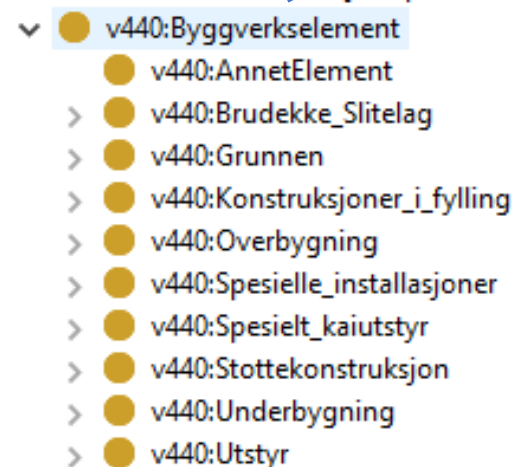 v440:Byggverkselement
v440:AnnetElement
v440:Brudekke_Slitelag
v440:Grunnen
v440:Konstruksjoner_i_fylling
v440:Overbygning
v440:Spesielle_installasjoner
v440:Spesielt_kaiutstyr
v440:Stottekonstruksjon
v440:Underbygning
v440:Utstyr